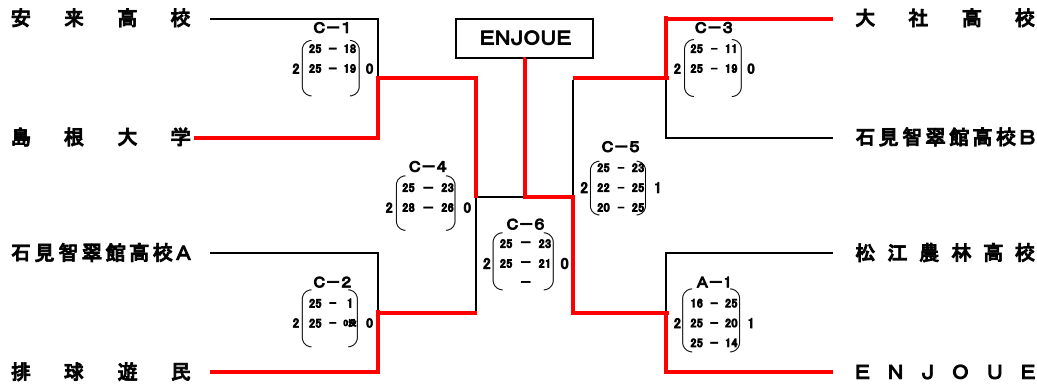 安来高校
ENJOUE
大社高校
C-1
25 - 18
2 25 - 19 0
C-3
25 - 11
2 25 - 19 0
島根大学
石見智翠館高校B
C-4
25 - 23
2 28 - 26 0
C-5
25 - 23
2 22 - 25 1
20 - 25
C-6
25 - 23
2 25 - 21 0
-
石見智翠館高校A
松江農林高校
C-2
25 - 1
2 25 - 0 0
A-1
16 - 25
2 25 - 20 1
25 - 14
排球遊民
ENJOUE